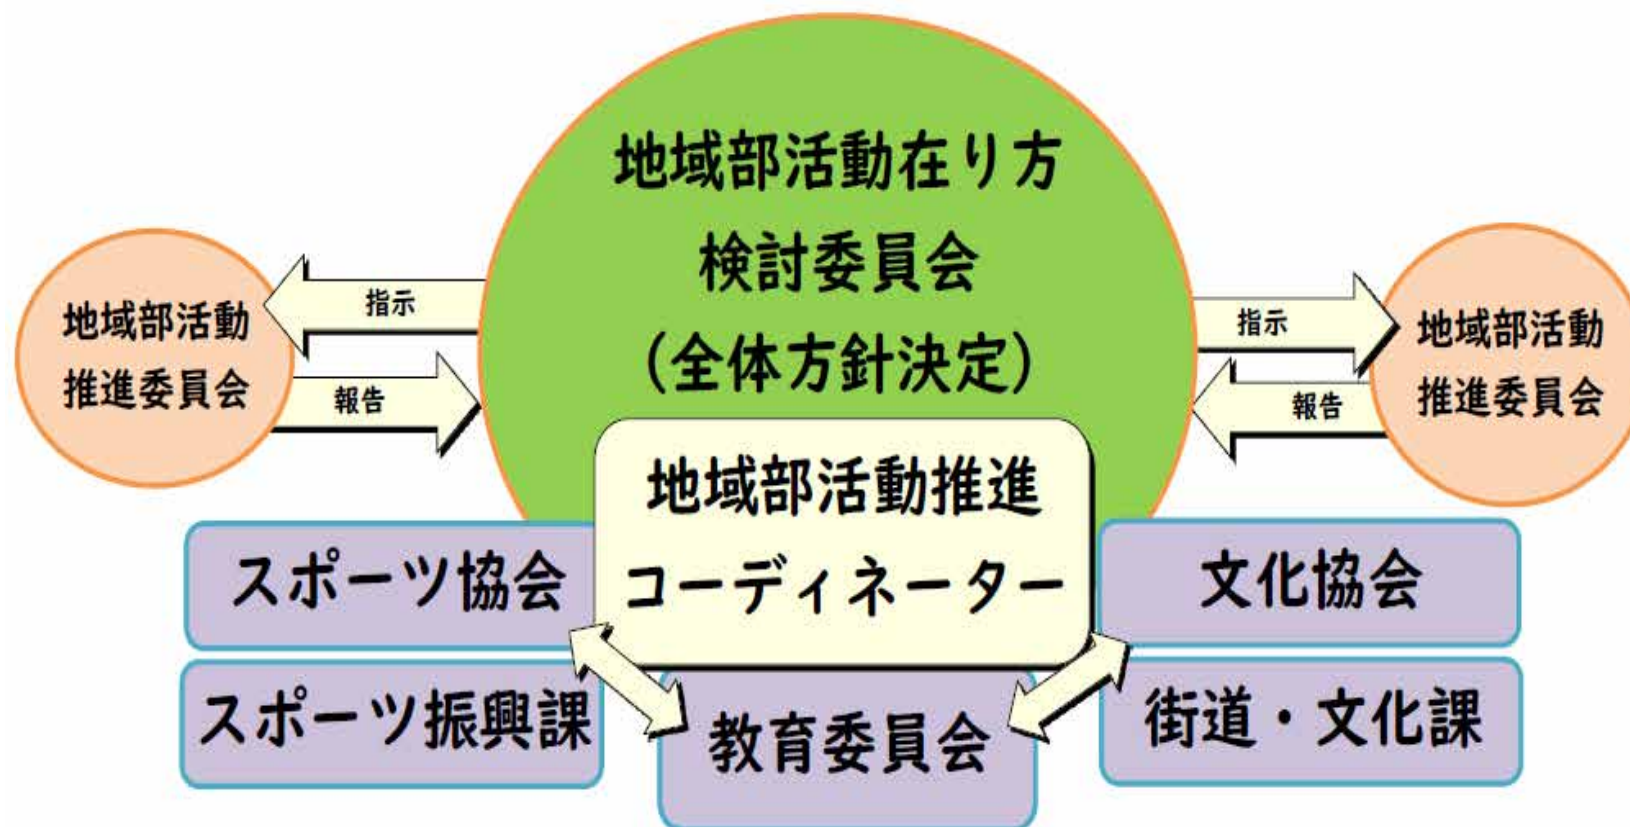 地域部活動在り方
検討委員会
(全体方針決定)
地域部活動
推進委員会
指示
報告
指示
報告
地域部活動
推進委員会
地域部活動推進
コーディネーター
スポーツ協会
スポーツ振興課
教育委員会
文化協会
街道・文化課